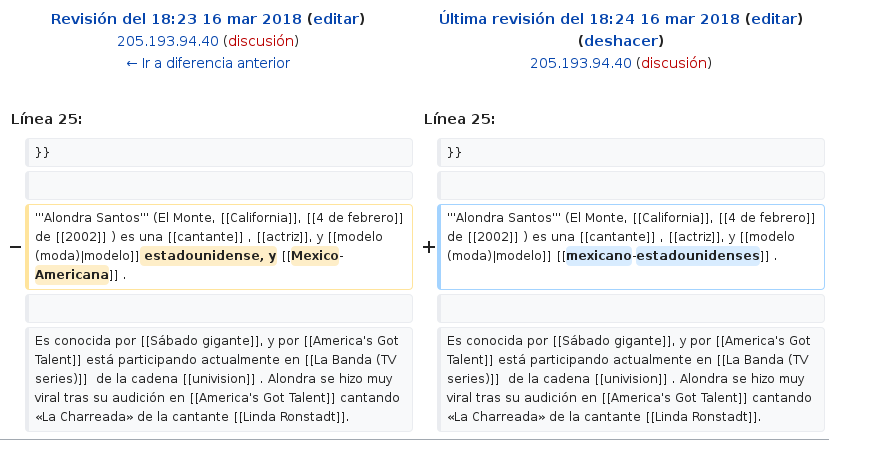 Revisión del 18:23 16 mar 2018 (editar)
205.193.94.40 (discusión)
← Ir a diferencia anterior
Última revisión del 18:24 16 mar 2018 (editar)
(deshacer)
205.193.94.40 (discusión)
Línea 25:
Línea 25:
}}
}}
− '''Alondra Santos''' (El Monte, [[California]], [[4 de febrero]]
de [[2002]] ) es una [[cantante]] , [[actriz]], y [[modelo
(moda)|modelo]] estadounidense, y [[Mexico-
Americana]] .
+ '''Alondra Santos''' (El Monte, [[California]], [[4 de febrero]]
de [[2002]] ) es una [[cantante]] , [[actriz]], y [[modelo
(moda)|modelo]] [[mexicano-estadounidenses]] .
Es conocida por [[Sábado gigante]], y por [[America's Got
Talent]] está participando actualmente en [[La Banda (TV
series)]]  de la cadena [[univision]] . Alondra se hizo muy
viral tras su audición en [[America's Got Talent]] cantando
«La Charreada» de la cantante [[Linda Ronstadt]].
Es conocida por [[Sábado gigante]], y por [[America's Got
Talent]] está participando actualmente en [[La Banda (TV
series)]]  de la cadena [[univision]] . Alondra se hizo muy
viral tras su audición en [[America's Got Talent]] cantando
«La Charreada» de la cantante [[Linda Ronstadt]].